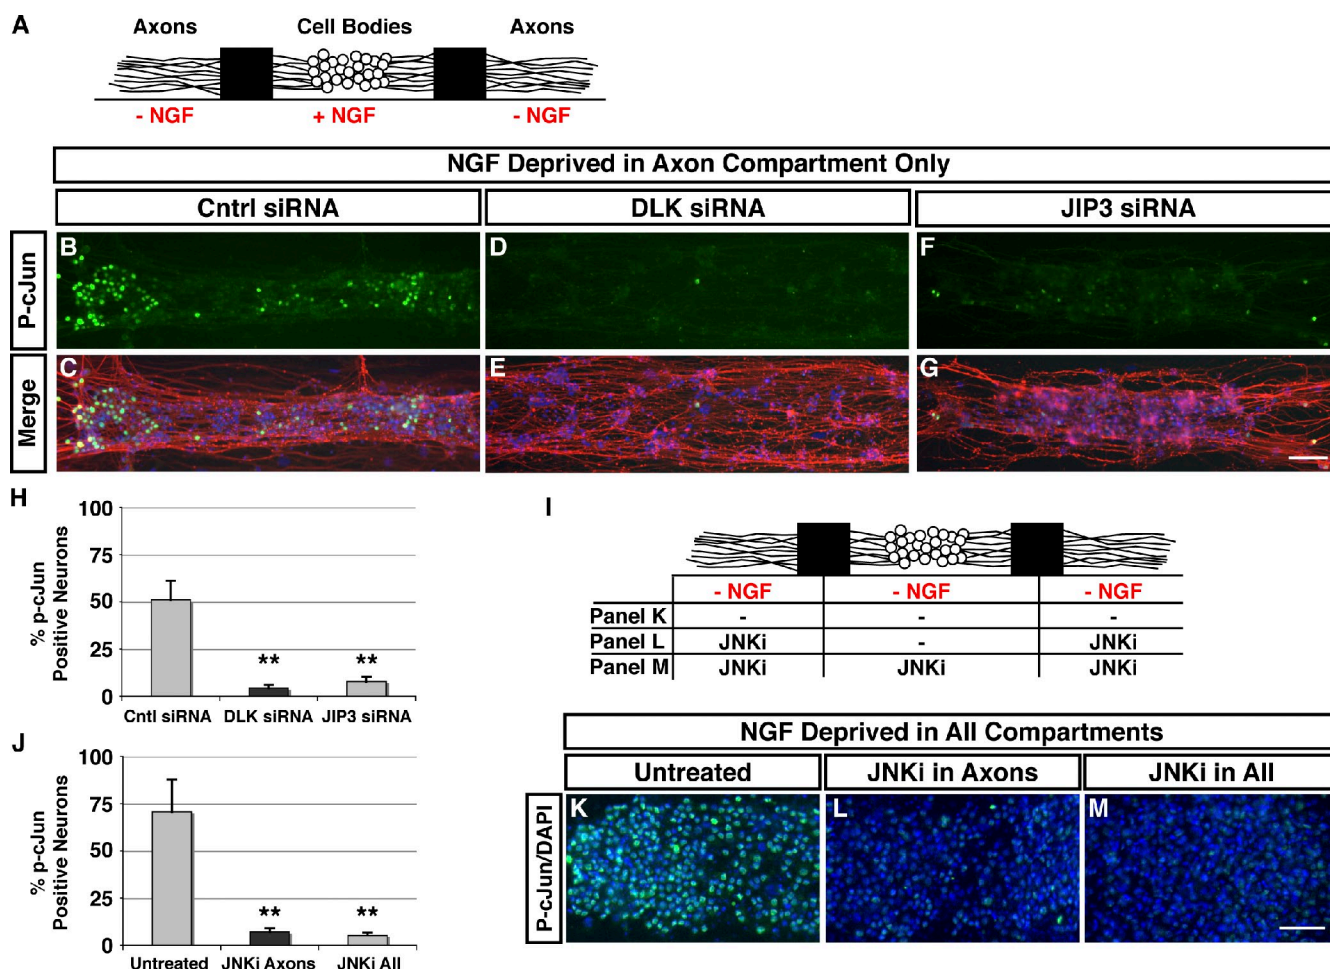 A
Axons Cell Bodies Axons
- NGF + NGF - NGF
NGF Deprived in Axon Compartment Only
Cntrl siRNA DLK siRNA JIP3 siRNA
P-cJun
B D F
Merge
C E G
H
% p-cJun
Positive Neurons
100
75
50
25
0
** **
Cntl siRNA DLK siRNA JIP3 siRNA
I
- NGF - NGF - NGF
Panel K - - -
Panel L JNKi - JNKi
Panel M JNKi JNKi JNKi
J
% p-cJun
Positive Neurons
100
75
50
25
0
** **
Untreated JNKi Axons JNKi All
NGF Deprived in All Compartments
Untreated JNKi in Axons JNKi in All
P-cJun/DAPI
K L M